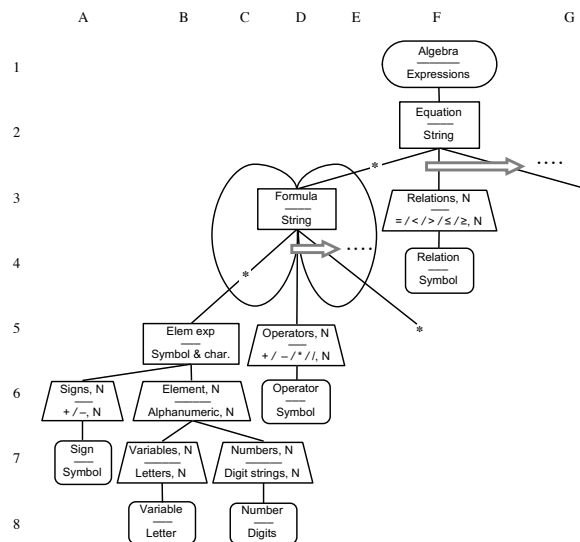 A B C D E F G
1
Algebra
Expressions
2
Equation
String
*
....
3
Formula
String
Relations, N
= / < / > / ≤ / ≥, N
4
*
....
Relation
Symbol
5
Elem exp
Symbol & char.
Operators, N
+ / – / * / /, N
*
6
Signs, N
+ / –, N
Element, N
Alphanumeric, N
Operator
Symbol
7
Sign
Symbol
Variables, N
Letters, N
Numbers, N
Digit strings, N
8
Variable
Letter
Number
Digits